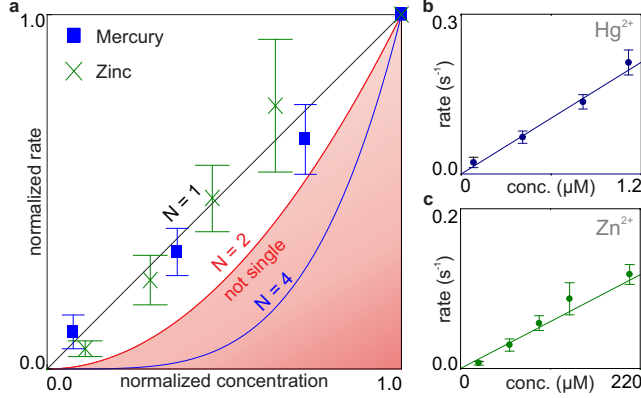 a
1.0
Mercury
Zinc
normalized rate
N = 1
N = 2
not single
N = 4
0.0
0.0
normalized concentration
1.0
b
0.3
Hg²⁺
rate (s⁻¹)
0.0
conc. (µM)
1.2
c
0.2
Zn²⁺
rate (s⁻¹)
0.0
conc. (µM)
220